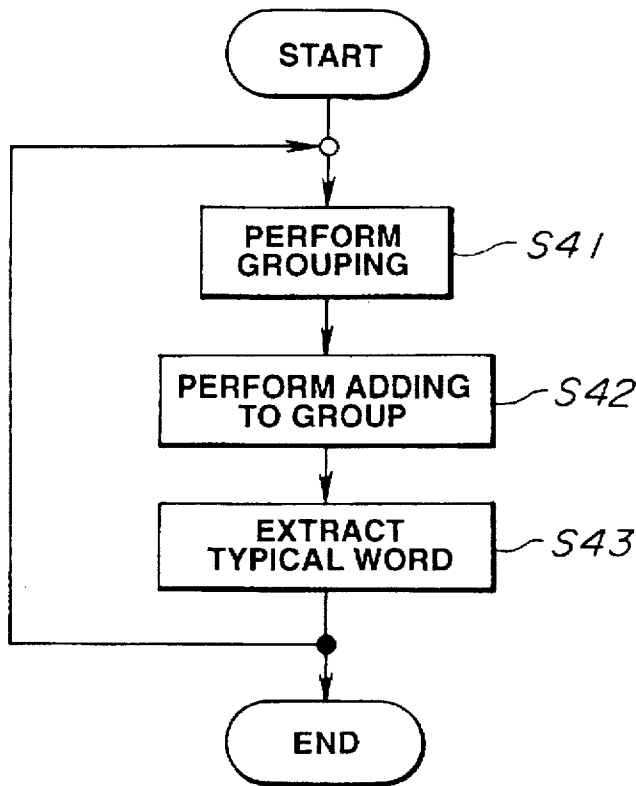 START
PERFORM
GROUPING
S41
PERFORM ADDING
TO GROUP
S42
EXTRACT
TYPICAL WORD
S43
END